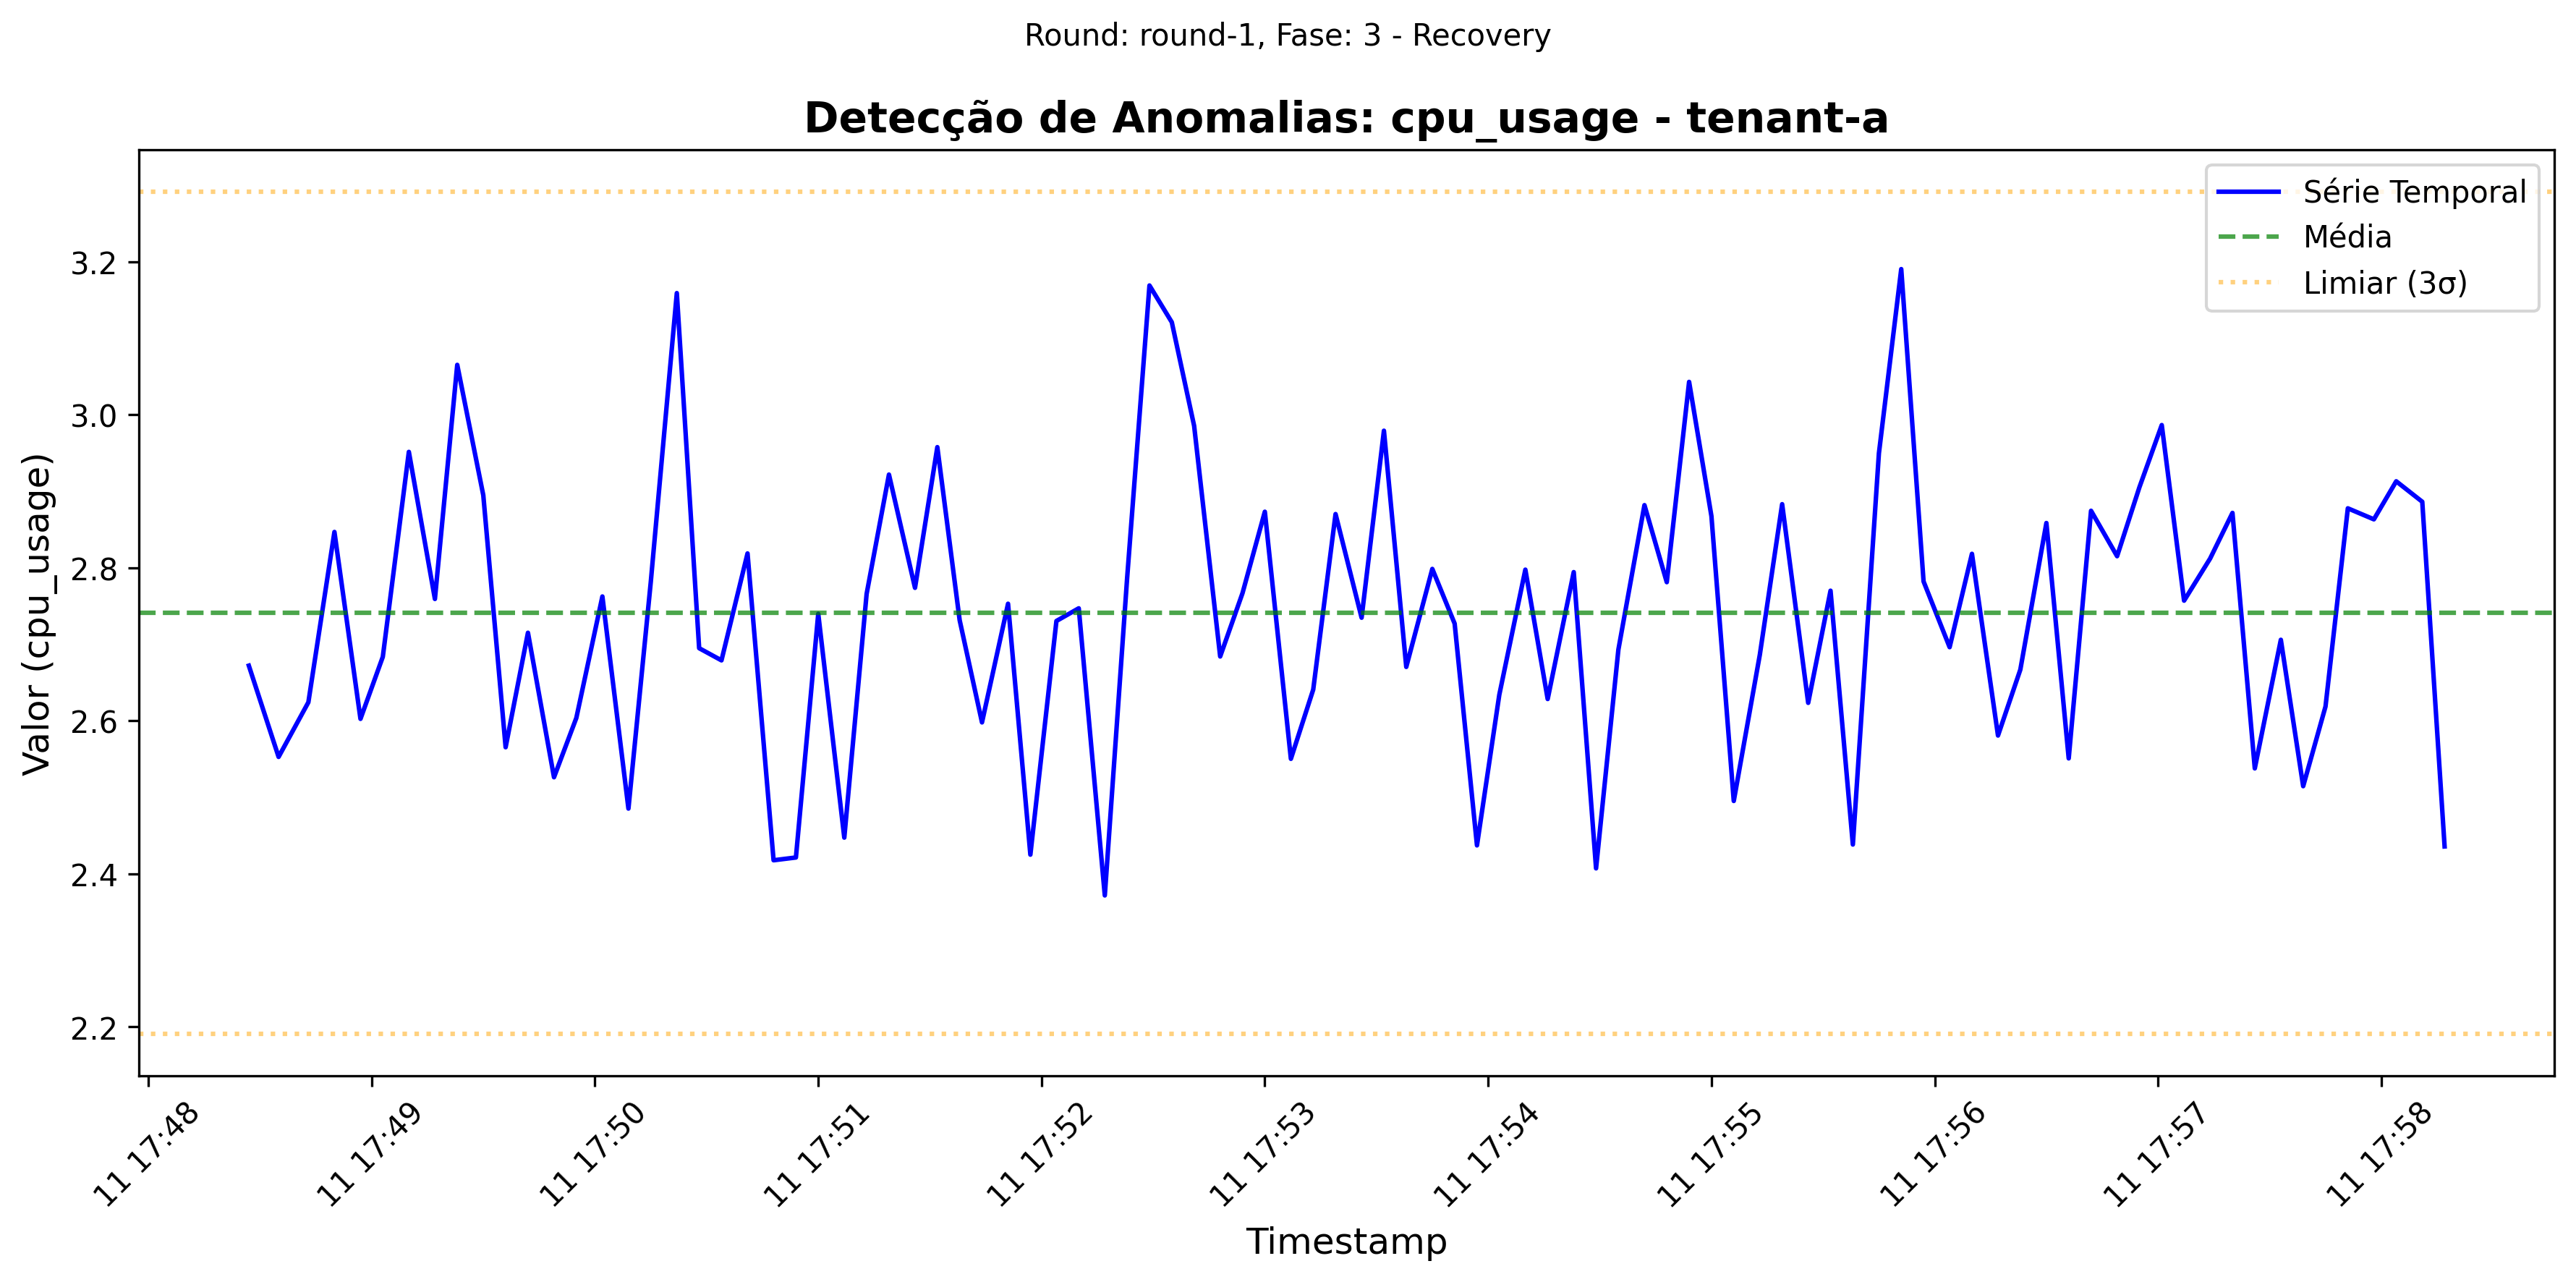 Round: round-1, Fase: 3 - Recovery
Detecção de Anomalias: cpu_usage - tenant-a
Série Temporal
Média
Limiar (3σ)
Valor (cpu_usage)
3.2
3.0
2.8
2.6
2.4
2.2
11 17:48
11 17:49
11 17:50
11 17:51
11 17:52
11 17:53
11 17:54
11 17:55
11 17:56
11 17:57
11 17:58
Timestamp